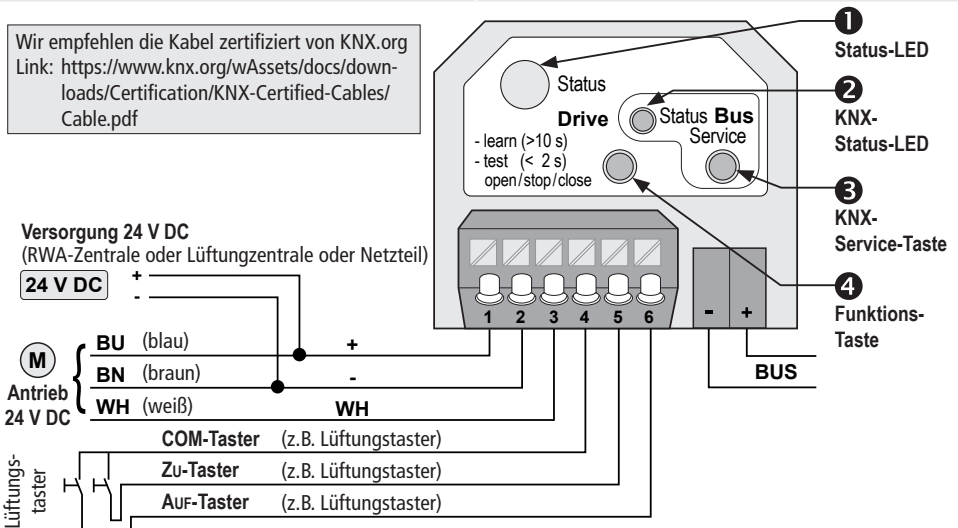 Wir empfehlen die Kabel zertifiziert von KNX.org
Link: https://www.knx.org/wAssets/docs/down-
loads/Certification/KNX-Certified-Cables/
Cable.pdf
❶
Status-LED
Status
❷
KNX-
Status-LED
Drive
Status Bus
Service
- learn (>10 s)
- test (< 2 s)
open/stop/close
❸
KNX-
Service-Taste
❹
Funktions-
Taste
Versorgung 24 V DC
(RWA-Zentrale oder Lüftungzentrale oder Netzteil)
24 V DC
+
-
1 2 3 4 5 6
- +
BUS
M
Antrieb
24 V DC
BU (blau) +
BN (braun) -
WH (weiß) WH
COM-Taster (z.B. Lüftungstaster)
Zu-Taster (z.B. Lüftungstaster)
Auf-Taster (z.B. Lüftungstaster)
Lüftungs-
taster